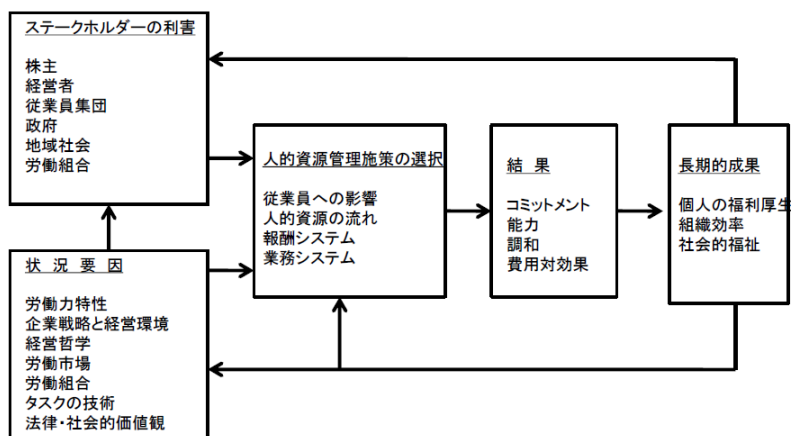 ステークホルダーの利害
株主
経営者
従業員集団
政府
地域社会
労働組合
状 況 要 因
労働力特性
企業戦略と経営環境
経営哲学
労働市場
労働組合
タスクの技術
法律・社会的価値観
人的資源管理施策の選択
従業員への影響
人的資源の流れ
報酬システム
業務システム
結 果
コミットメント
能力
調和
費用対効果
長期的成果
個人の福利厚生
組織効率
社会的福祉